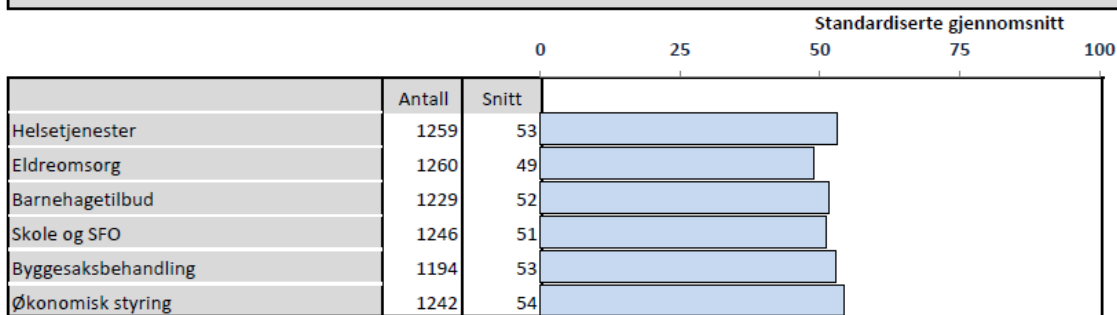 Standardiserte gjennomsnitt
0 25 50 75 100
Antall Snitt
Helsetjenester 1259 53
Eldreomsorg 1260 49
Barnehagetilbud 1229 52
Skole og SFO 1246 51
Byggesaksbehandling 1194 53
Økonomisk styring 1242 54